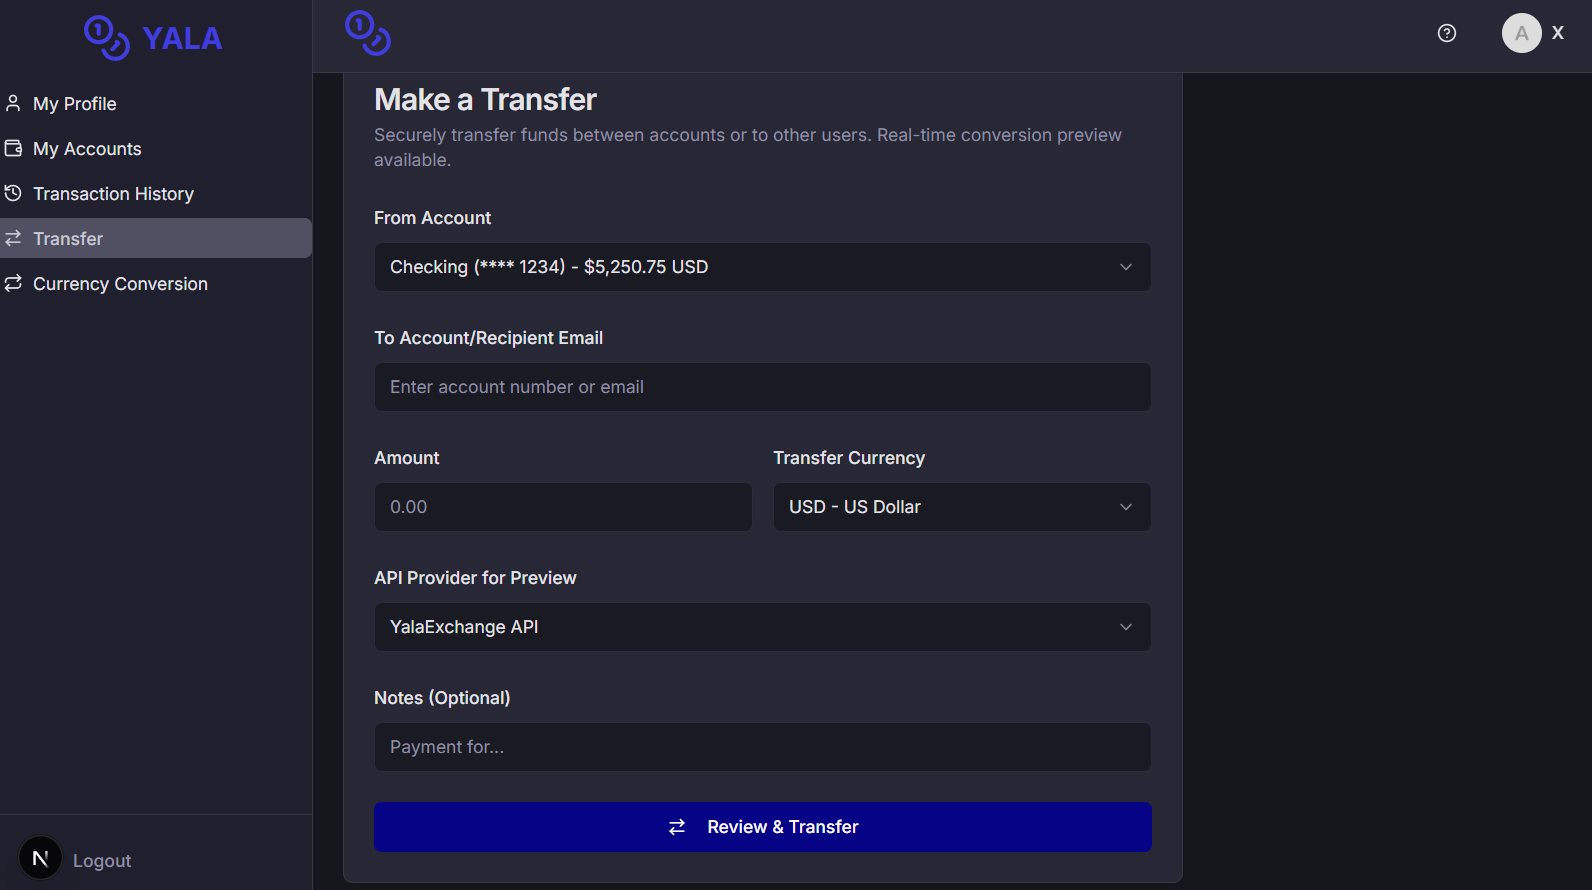 YALA
My Profile
My Accounts
Transaction History
Transfer
Currency Conversion
N
Logout
A
X
Make a Transfer
Securely transfer funds between accounts or to other users. Real-time conversion preview
available.
From Account
Checking (**** 1234) - $5,250.75 USD
To Account/Recipient Email
Enter account number or email
Amount
Transfer Currency
0.00
USD - US Dollar
API Provider for Preview
YalaExchange API
Notes (Optional)
Payment for...
Review & Transfer